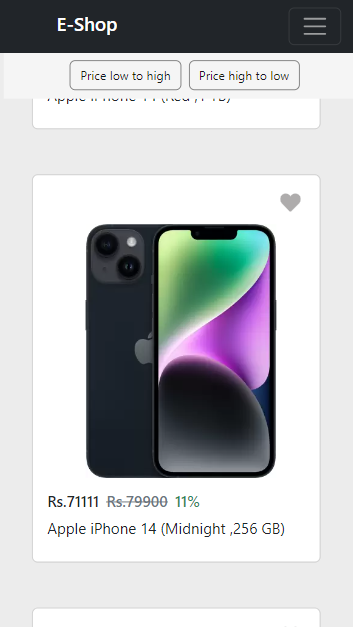 E-Shop
Price low to high Price high to low
Apple iPhone 14 (Red ,1 TB)
Rs.71111 Rs.79900 11%
Apple iPhone 14 (Midnight ,256 GB)